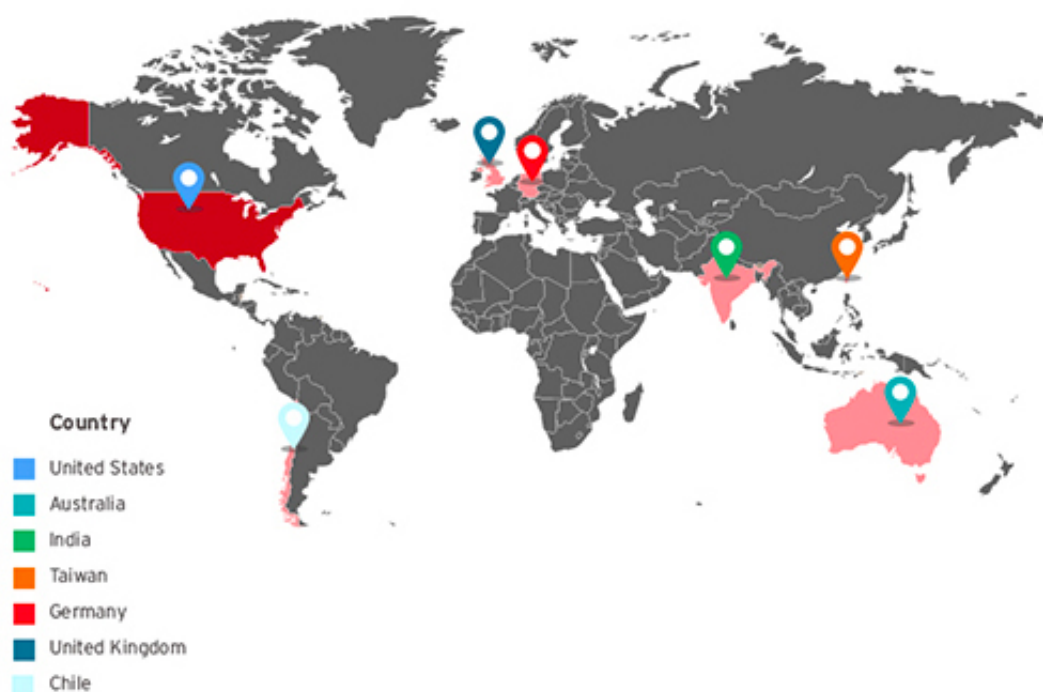 Country
United States
Australia
India
Taiwan
Germany
United Kingdom
Chile